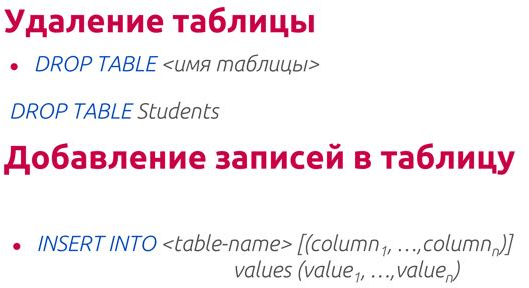 Удаление таблицы
• DROP TABLE <имя таблицы>
DROP TABLE Students
Добавление записей в таблицу
• INSERT INTO <table-name> [(column₁, …,columnₙ)]
values (value₁, …,valueₙ)